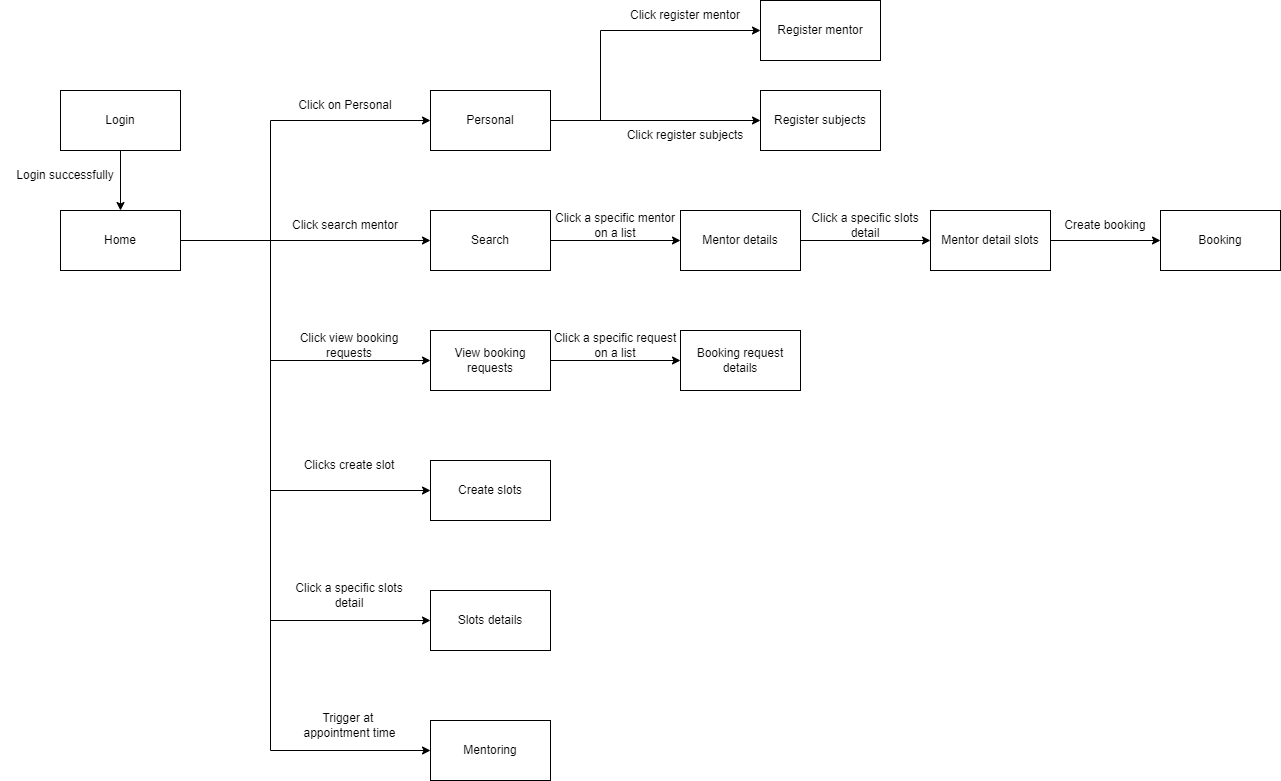 Click register mentor
Register mentor
Click on Personal
Login
Personal
Register subjects
Click register subjects
Login successfully
Click search mentor
Click a specific mentor
on a list
Click a specific slots
detail
Create booking
Home
Search
Mentor details
Mentor detail slots
Booking
Click view booking
requests
Click a specific request
on a list
View booking
requests
Booking request
details
Clicks create slot
Create slots
Click a specific slots
detail
Slots details
Trigger at
appointment time
Mentoring